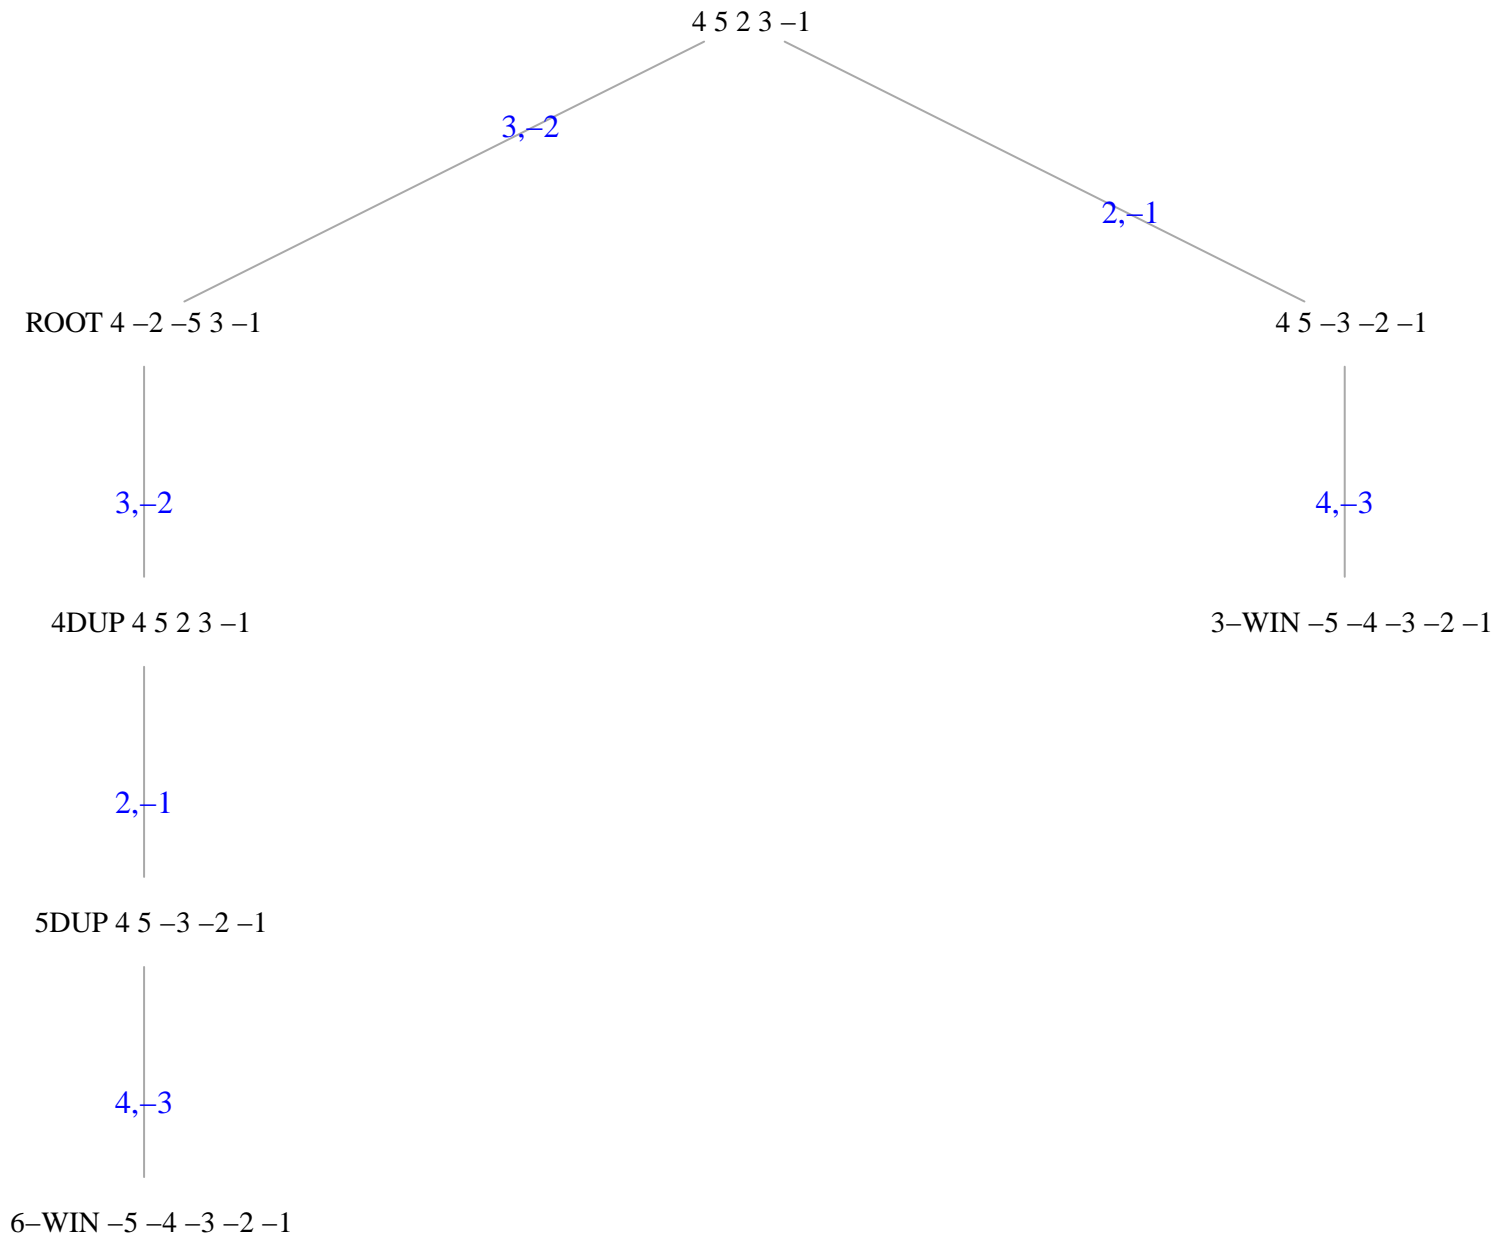 4 5 2 3 –1
3,–2
2,–1
ROOT 4 –2 –5 3 –1
4 5 –3 –2 –1
3,–2
4,–3
4DUP 4 5 2 3 –1
3–WIN –5 –4 –3 –2 –1
2,–1
5DUP 4 5 –3 –2 –1
4,–3
6–WIN –5 –4 –3 –2 –1